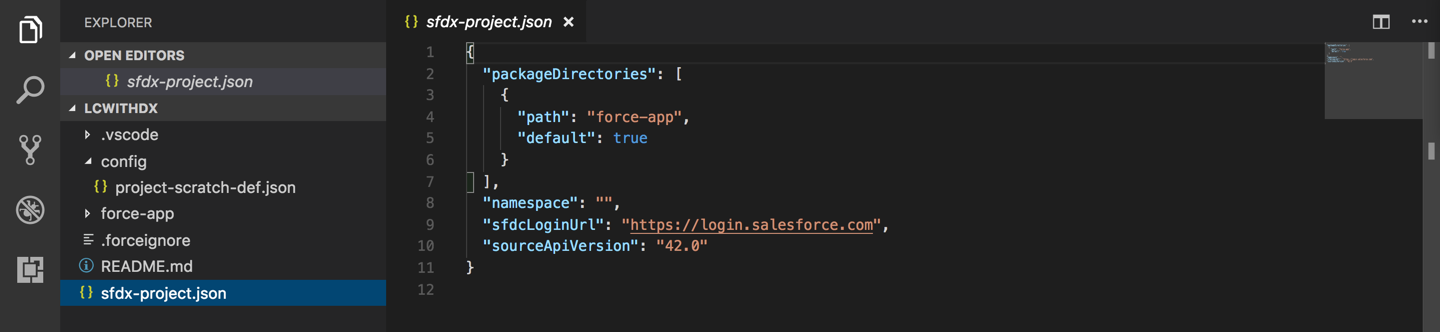 EXPLORER
OPEN EDITORS
{} sfdx-project.json
LCWITHDX
.vscode
config
{} project-scratch-def.json
force-app
.forceignore
README.md
{} sfdx-project.json
{} sfdx-project.json ×
1 {
2 "packageDirectories": [
3 {
4 "path": "force-app",
5 "default": true
6 }
7 ],
8 "namespace": "",
9 "sfdcLoginUrl": "https://login.salesforce.com",
10 "sourceApiVersion": "42.0"
11 }
12